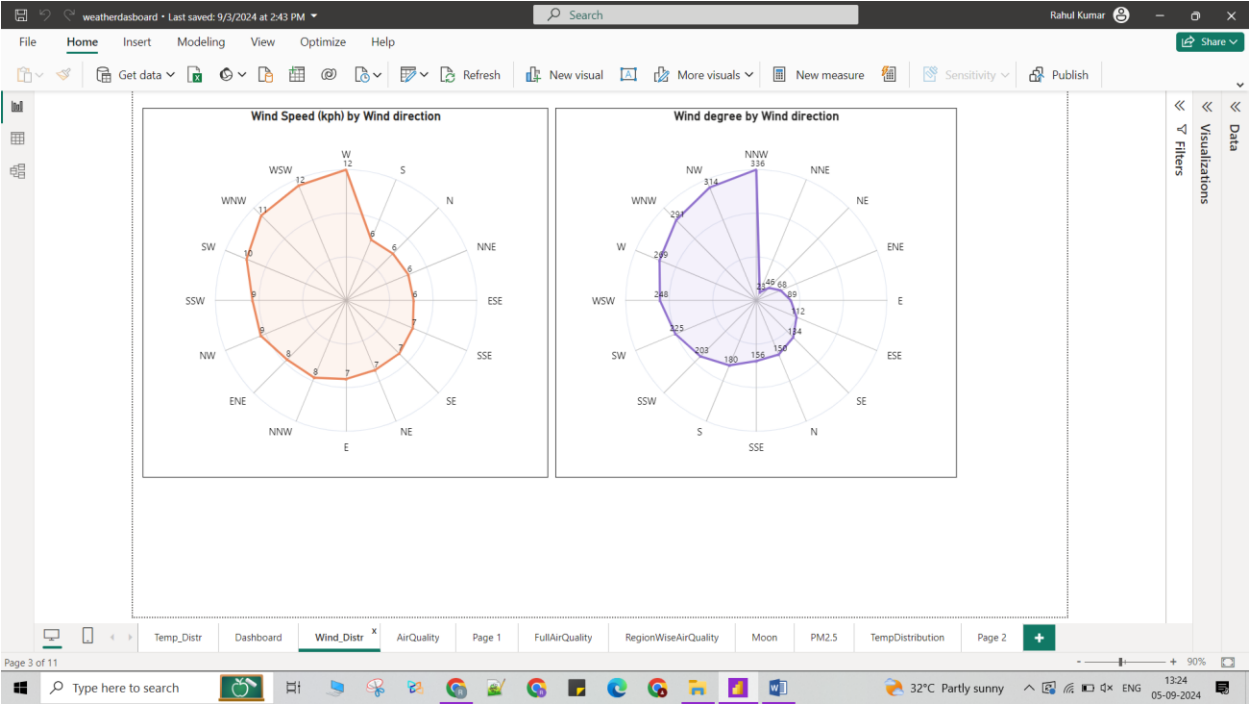 weatherdasboard • Last saved: 9/3/2024 at 2:43 PM
Search
Rahul Kumar
File Home Insert Modeling View Optimize Help
Share
Get data
Refresh
New visual
More visuals
New measure
Sensitivity
Publish
Wind Speed (kph) by Wind direction
W
12
S
6
N
6
NNE
6
ESE
6
SSE
7
SE
7
NE
7
E
7
NNW
8
ENE
8
NW
9
SSW
9
SW
10
WNW
11
WSW
12
Wind degree by Wind direction
NNW
336
NNE
NE
46
ENE
68
E
89
ESE
112
SE
134
N
SSE
156
S
180
SSW
203
SW
225
WSW
248
W
269
WNW
291
NW
314
Filters
Visualizations
Data
Temp_Distr
Dashboard
Wind_Distr x
AirQuality
Page 1
FullAirQuality
RegionWiseAirQuality
Moon
PM2.5
TempDistribution
Page 2
+
Page 3 of 11
- + 90%
Type here to search
32°C Partly sunny
ENG
13:24
05-09-2024